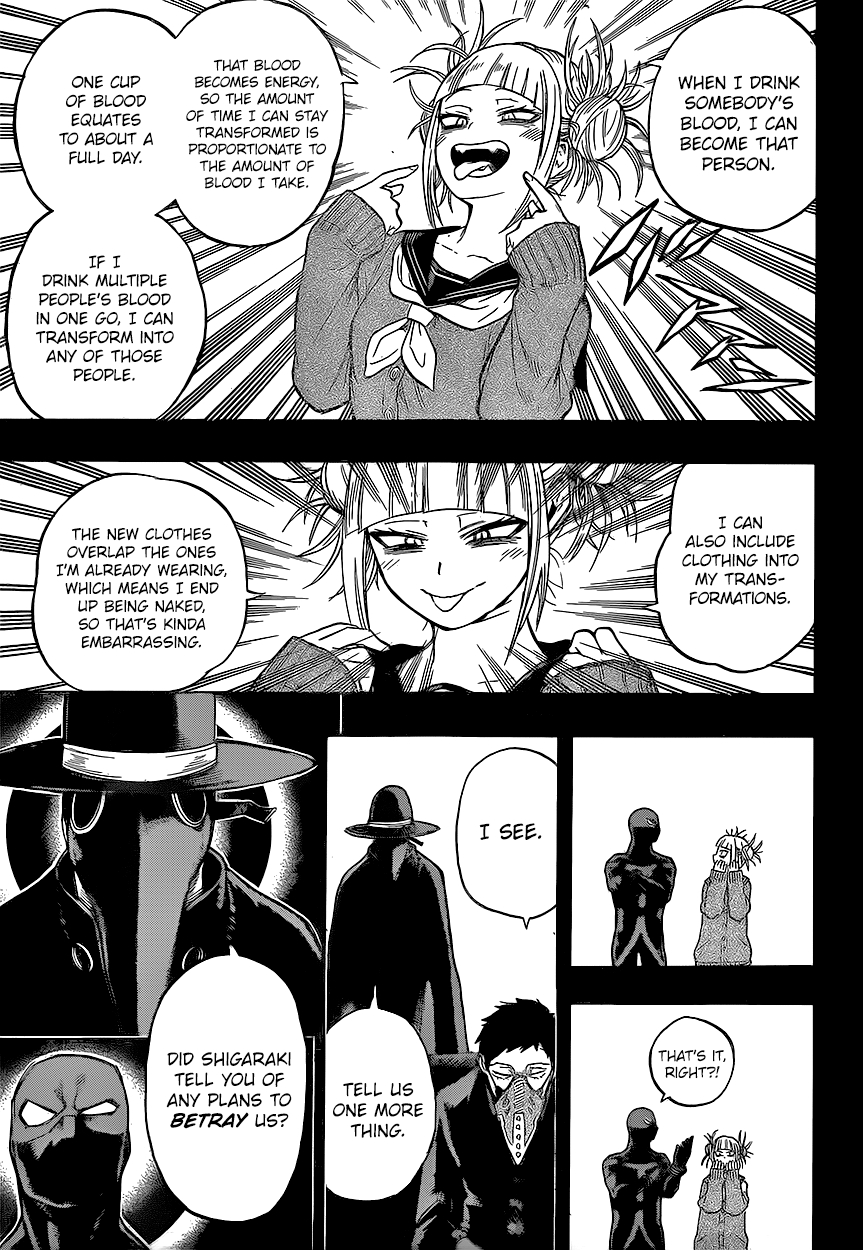 WHEN I DRINK
SOMEBODY'S
BLOOD, I CAN
BECOME THAT
PERSON.
THAT BLOOD
BECOMES ENERGY,
SO THE AMOUNT
OF TIME I CAN STAY
TRANSFORMED IS
PROPORTIONATE TO
THE AMOUNT OF
BLOOD I TAKE.
ONE CUP
OF BLOOD
EQUATES
TO ABOUT A
FULL DAY.
IF I
DRINK MULTIPLE
PEOPLE'S BLOOD
IN ONE GO, I CAN
TRANSFORM INTO
ANY OF THOSE
PEOPLE.
I CAN
ALSO INCLUDE
CLOTHING INTO
MY TRANS-
FORMATIONS.
THE NEW CLOTHES
OVERLAP THE ONES
I'M ALREADY WEARING,
WHICH MEANS I END
UP BEING NAKED,
SO THAT'S KINDA
EMBARRASSING.
THAT'S IT,
RIGHT?!
I SEE.
TELL US
ONE MORE
THING.
DID SHIGARAKI
TELL YOU OF
ANY PLANS TO
BETRAY US?